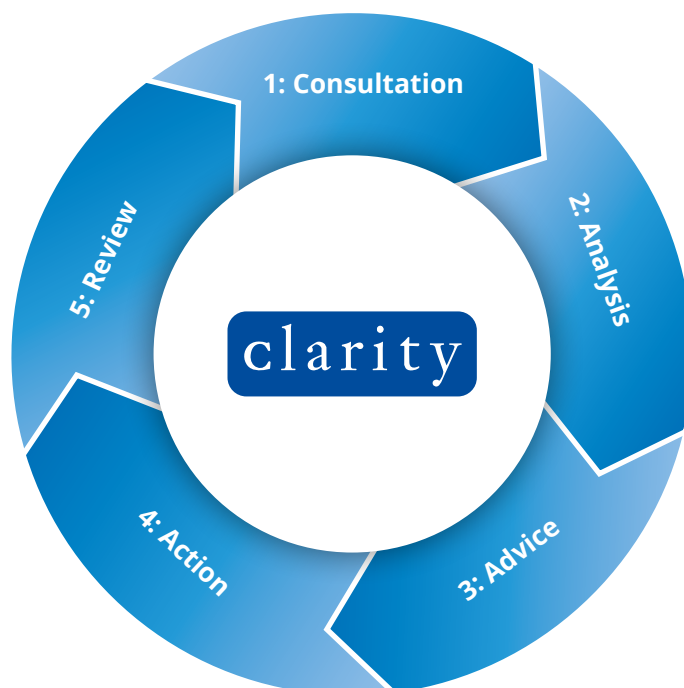 1: Consultation
2: Analysis
3: Advice
4: Action
5: Review
clarity